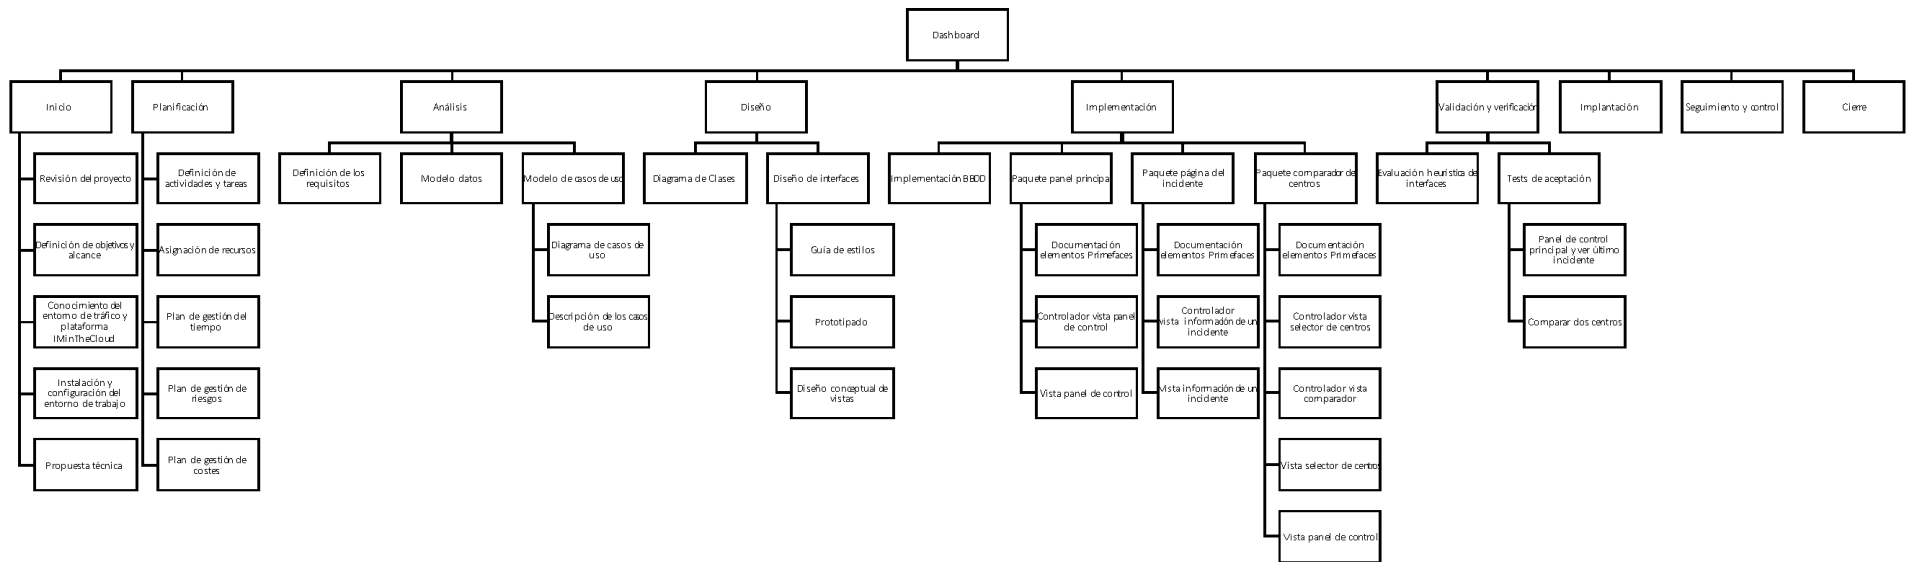 Dashboard
Inicio
Planificación
Análisis
Diseño
Implementación
Validación y verificación
Implantación
Seguimiento y control
Cierre
Revisión del proyecto
Definición de
actividades y tareas
Definición de los
requisitos
Modelo datos
Modelo de casos de uso
Diagrama de Clases
Diseño de interfaces
Implementación BBDD
Paquete panel principal
Paquete página del
incidente
Paquete comparador de
centros
Evaluación heurística de
interfaces
Tests de aceptación
Definición de objetivos y
alcance
Asignación de recursos
Diagrama de casos de
uso
Guía de estilos
Documentación
elementos Primefaces
Documentación
elementos Primefaces
Documentación
elementos Primefaces
Panel de control
principal y ver último
incidente
Conocimiento del
entorno de tráfico y
plataforma
IMinTheCloud
Plan de gestión del
tiempo
Descripción de los casos
de uso
Prototipado
Controlador vista panel
de control
Controlador
vista información de un
incidente
Controlador vista
selector de centros
Comparar dos centros
Instalación y
configuración del
entorno de trabajo
Plan de gestión de
riesgos
Diseño conceptual de
vistas
Vista panel de control
Vista información de un
incidente
Controlador vista
comparador
Propuesta técnica
Plan de gestión de
costes
Vista selector de centros
Vista panel de control